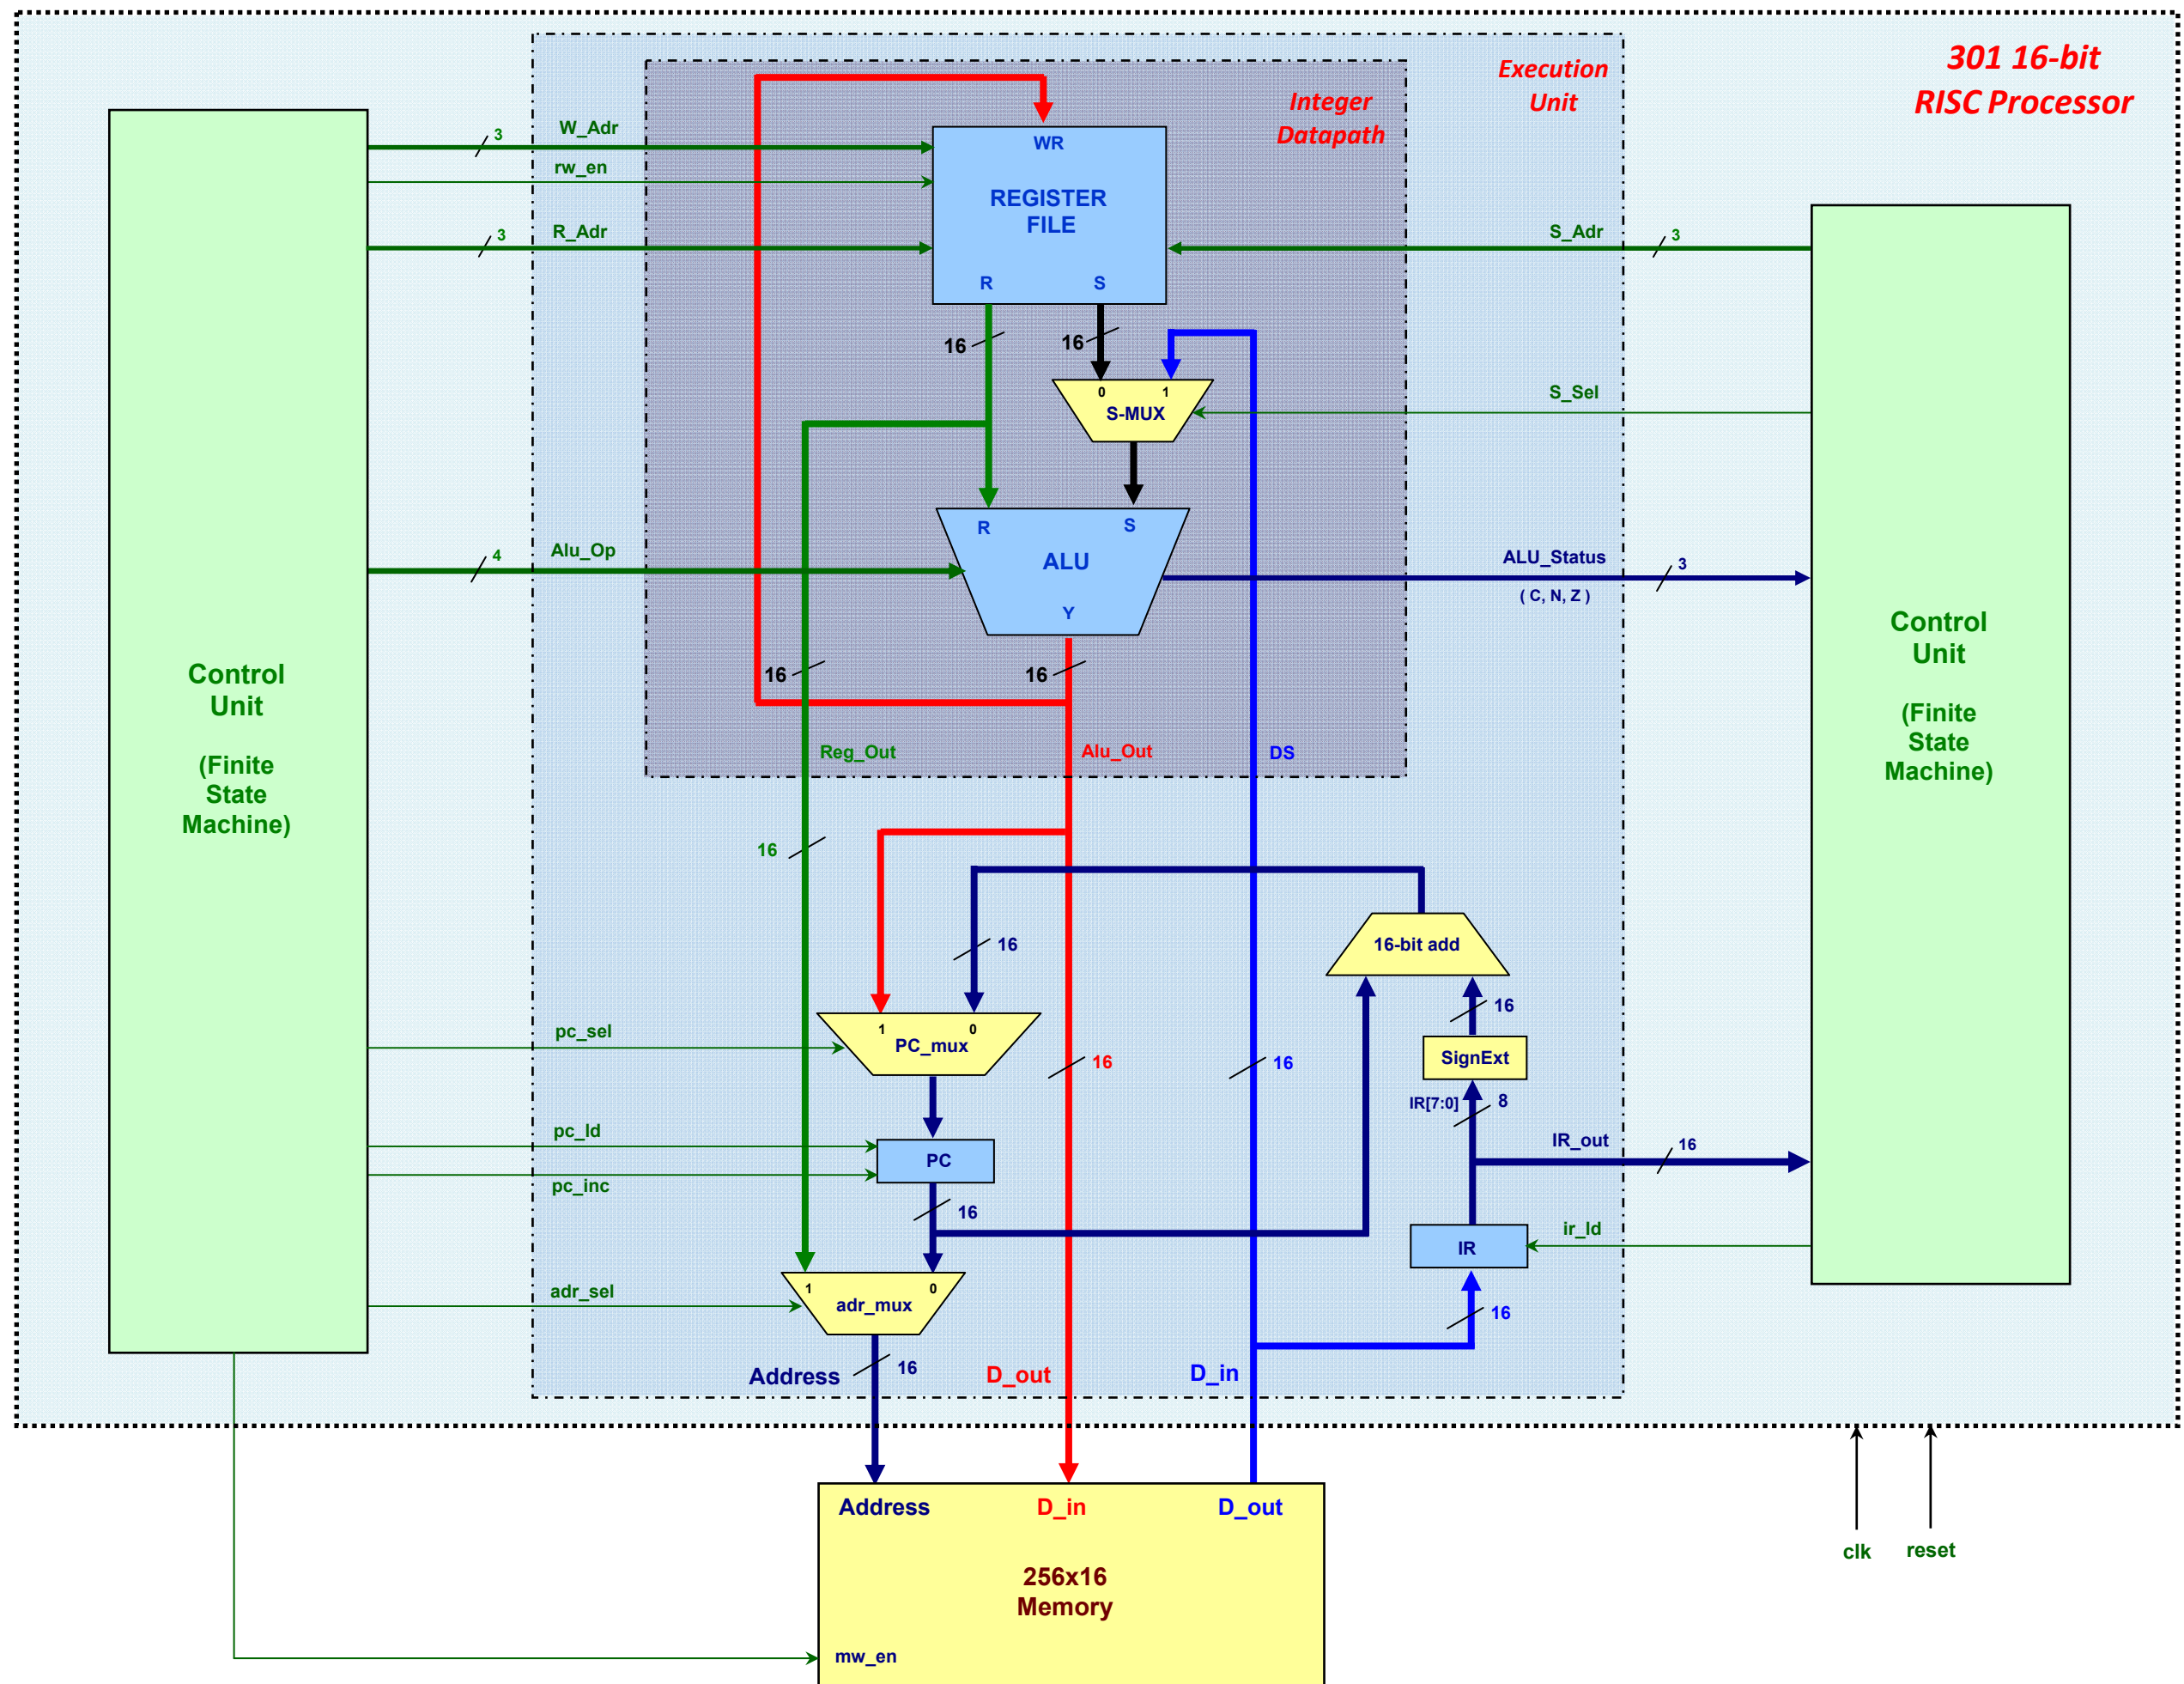 301 16-bit
RISC Processor
Execution
Unit
Integer
Datapath
W_Adr
3
rw_en
R_Adr
3
WR
REGISTER
FILE
R
S
S_Adr
3
16
16
0
1
S-MUX
S_Sel
R
S
ALU
Y
Alu_Op
4
ALU_Status
3
( C, N, Z )
Control
Unit
(Finite
State
Machine)
Control
Unit
(Finite
State
Machine)
16
16
Reg_Out
Alu_Out
DS
16
16
16-bit add
16
SignExt
IR[7:0]
8
1
0
PC_mux
pc_sel
16
16
pc_ld
PC
pc_inc
16
IR_out
16
IR
ir_ld
16
adr_sel
1
0
adr_mux
Address
16
D_out
D_in
Address
D_in
D_out
256x16
Memory
mw_en
clk
reset